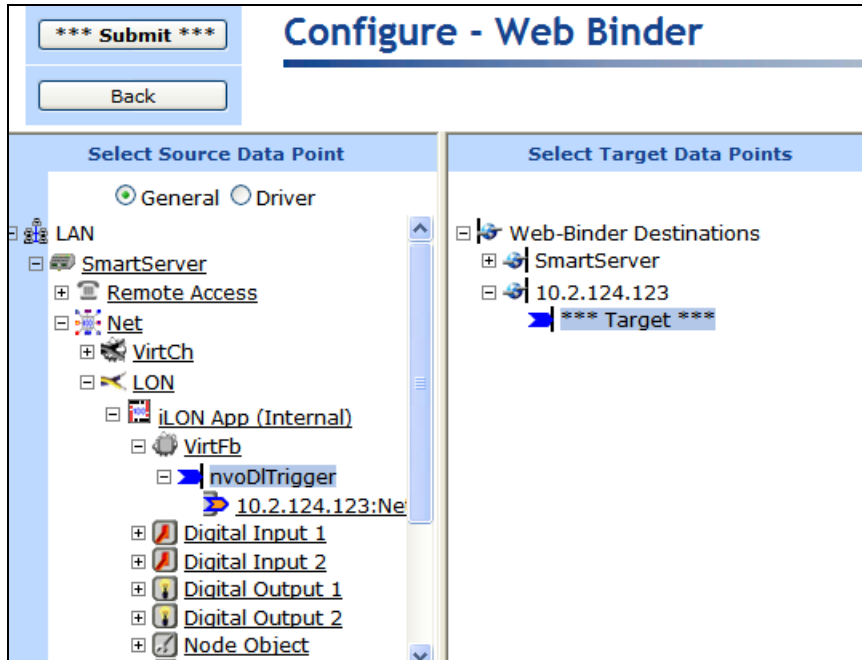 *** Submit ***
Configure - Web Binder
Back
Select Source Data Point
General Driver
LAN
SmartServer
Remote Access
Net
VirtCh
LON
iLON App (Internal)
VirtFb
nvoDlTrigger
10.2.124.123:Ne
Digital Input 1
Digital Input 2
Digital Output 1
Digital Output 2
Node Object
Select Target Data Points
Web-Binder Destinations
SmartServer
10.2.124.123
*** Target ***